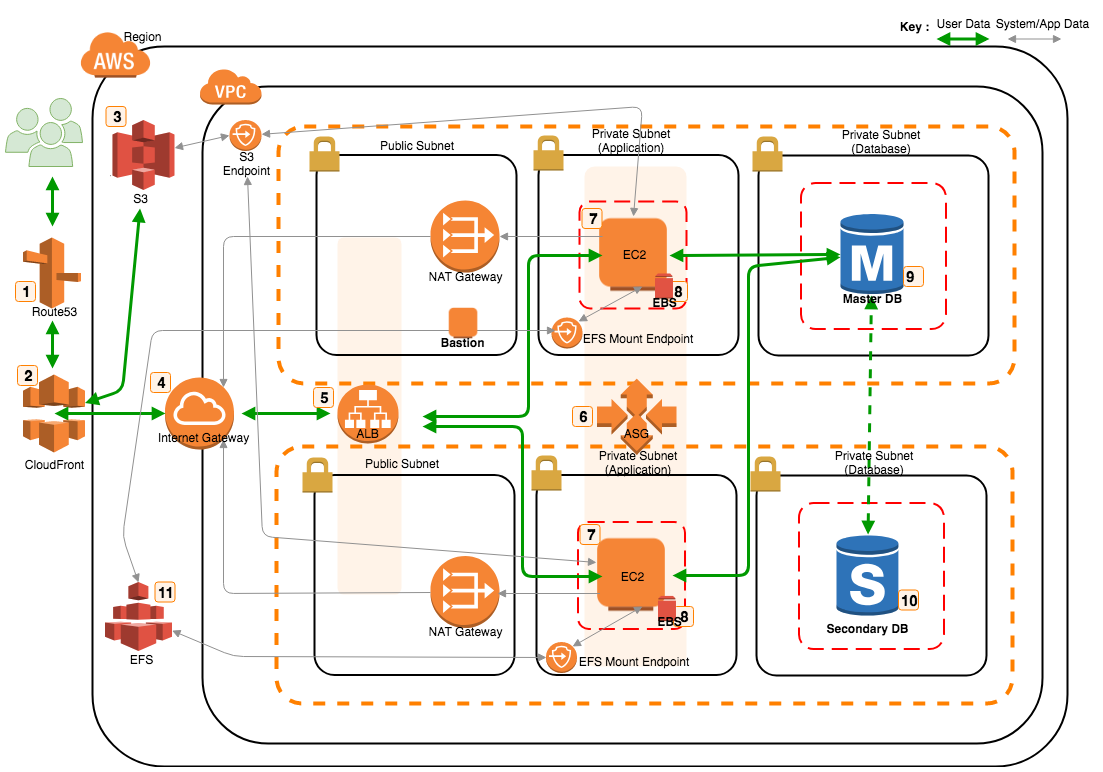 Key : User Data System/App Data
Region
AWS
VPC
3
S3
S3
Endpoint
Public Subnet
Private Subnet
(Application)
Private Subnet
(Database)
7
EC2
NAT Gateway
8
EBS
M
9
Master DB
1
Route53
Bastion
EFS Mount Endpoint
2
CloudFront
4
Internet Gateway
5
ALB
6
ASG
Public Subnet
Private Subnet
(Application)
Private Subnet
(Database)
7
EC2
NAT Gateway
8
EBS
S
10
Secondary DB
11
EFS
EFS Mount Endpoint